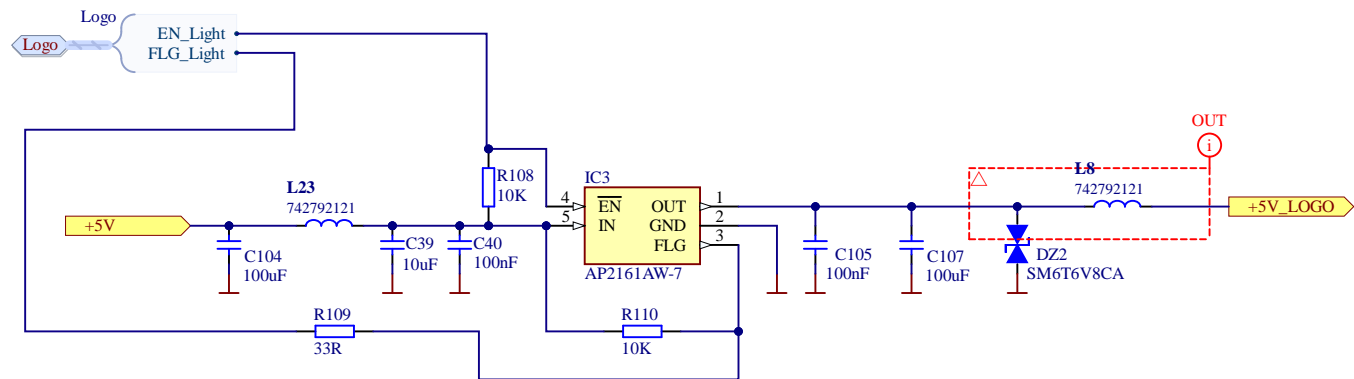 Logo
EN_Light
Logo
FLG_Light
OUT
i
L23
742792121
R108
10K
IC3
L8
742792121
4
EN
OUT
1
+5V
5
IN
GND
2
+5V_LOGO
FLG
3
C104
100uF
C39
10uF
C40
100nF
AP2161AW-7
C105
100nF
C107
100uF
DZ2
SM6T6V8CA
R109
33R
R110
10K